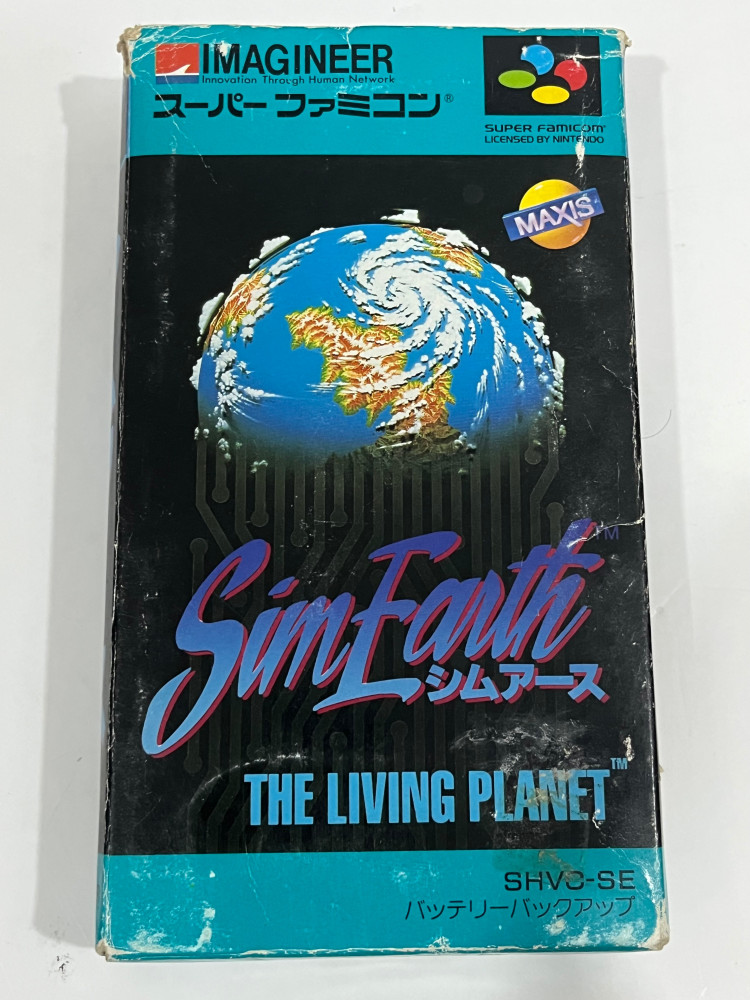 IMAGINEER
Innovation Through Human Network
スーパーファミコン®
SUPER FAMICOM
LICENSED BY NINTENDO
MAXIS
SimEarth™
シムアース
THE LIVING PLANET™
SHVC-SE
バッテリーバックアップ